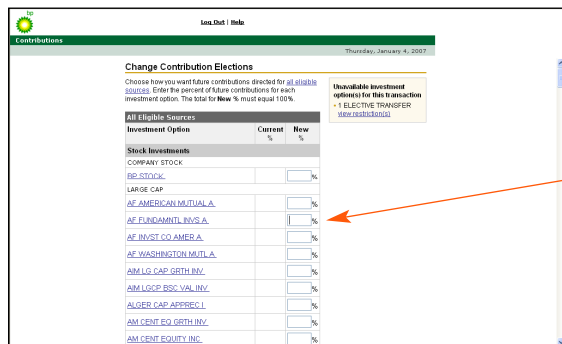 bp
Log Out | Help
Contributions
Thursday, January 4, 2007
Change Contribution Elections
Choose how you want future contributions directed for all eligible
sources. Enter the percent of future contributions for each
investment option. The total for New % must equal 100%.
Unavailable investment
option(s) for this transaction
- 1 ELECTIVE TRANSFER
view restriction(s)
All Eligible Sources
Investment Option Current % New %
Stock Investments
COMPANY STOCK
BP STOCK %
LARGE CAP
AF AMERICAN MUTUAL A %
AF FUNDAMNTL INVS A %
AF INVST CO AMER A %
AF WASHINGTON MUTL A %
AIM LG CAP GRTH INV %
AIM LGCP BSC VAL INV %
ALGER CAP APPREC I %
AM CENT EQ GRTH INV %
AM CENT EQUITY INC %